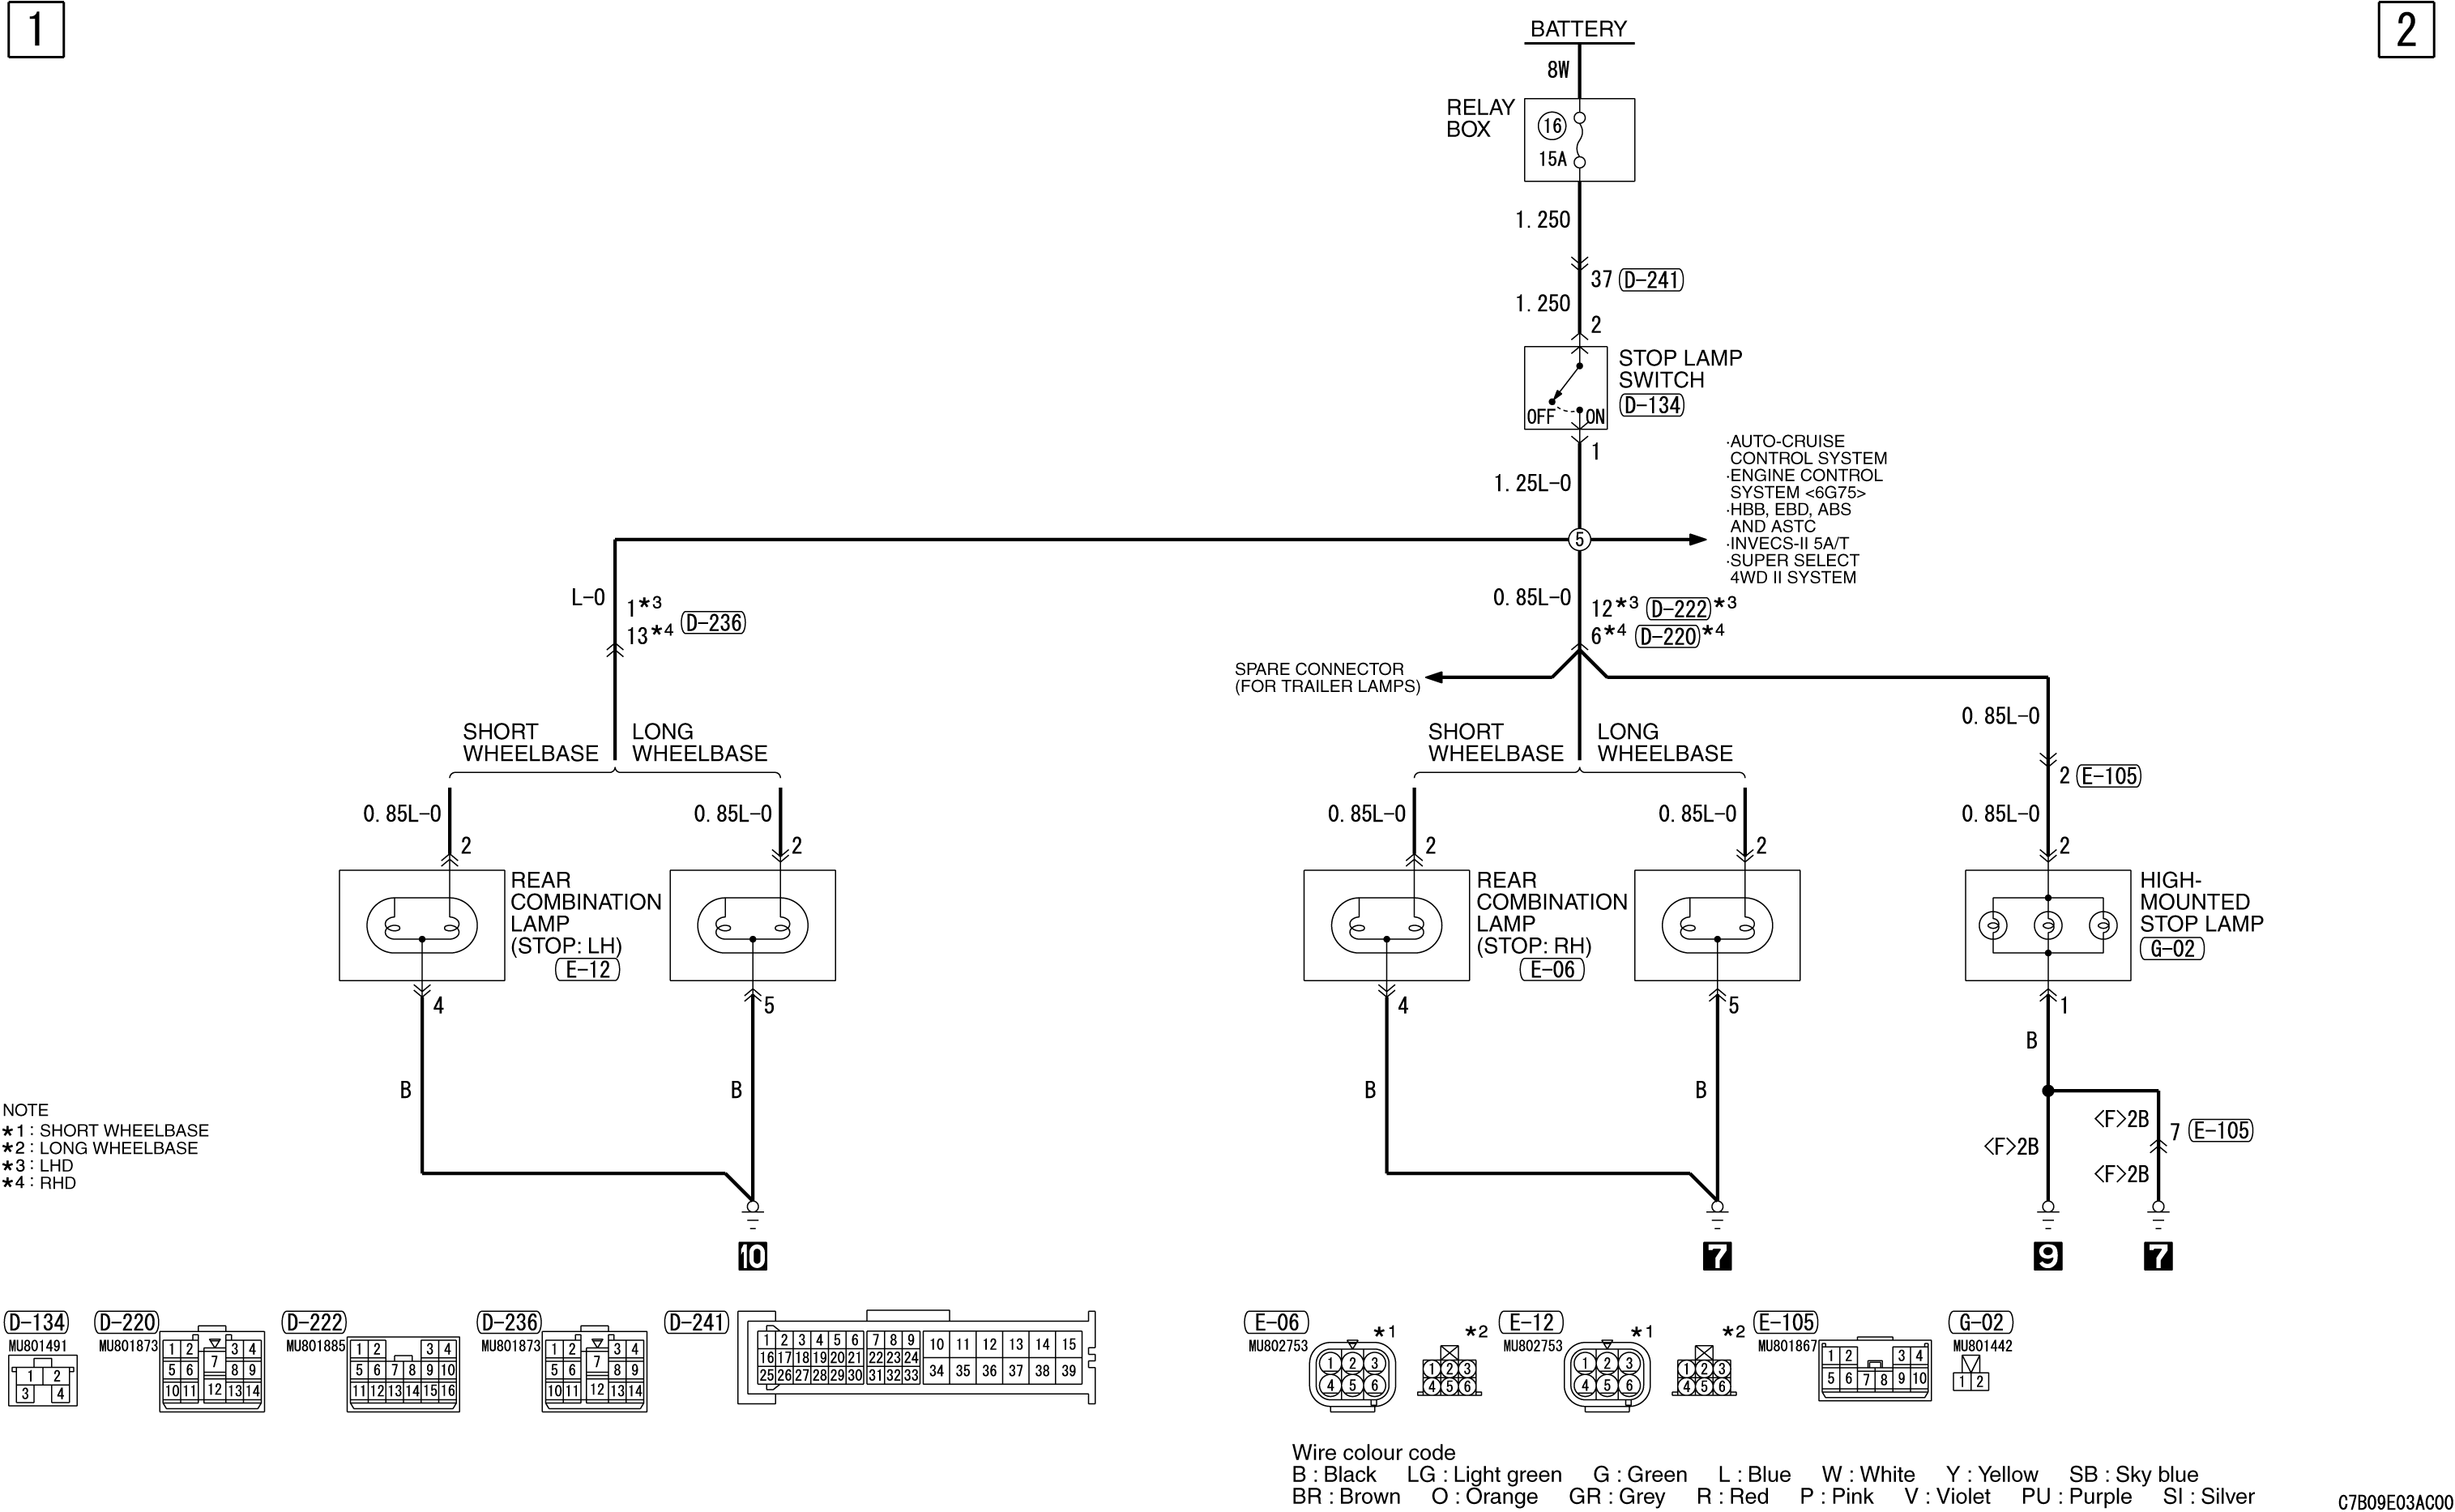 1
2
BATTERY
8W
RELAY
BOX
16
15A
1.25O
37 D-241
1.25O
2
STOP LAMP
SWITCH
D-134
OFF ON
1
1.25L-O
·AUTO-CRUISE
CONTROL SYSTEM
·ENGINE CONTROL
SYSTEM <6G75>
·HBB, EBD, ABS
AND ASTC
·INVECS-II 5A/T
·SUPER SELECT
4WD II SYSTEM
5
L-O
1*3
13*4 D-236
0.85L-O
12*3 D-222 *3
6*4 D-220 *4
SPARE CONNECTOR
(FOR TRAILER LAMPS)
SHORT
WHEELBASE
LONG
WHEELBASE
SHORT
WHEELBASE
LONG
WHEELBASE
0.85L-O
2 E-105
0.85L-O 0.85L-O 0.85L-O 0.85L-O 0.85L-O
2 2 2 2 2
REAR
COMBINATION
LAMP
(STOP: LH)
E-12
REAR
COMBINATION
LAMP
(STOP: RH)
E-06
HIGH-
MOUNTED
STOP LAMP
G-02
4 5 4 5 1
B
B B B B
<F>2B
<F>2B
7 E-105
<F>2B
NOTE
*1 : SHORT WHEELBASE
*2 : LONG WHEELBASE
*3 : LHD
*4 : RHD
10 7 9 7
D-134
MU801491
1 2
3 4
D-220
MU801873
1 2 3 4
7
5 6 8 9
10 11 12 13 14
D-222
MU801885
1 2 3 4
5 6 7 8 9 10
11 12 13 14 15 16
D-236
MU801873
1 2 3 4
7
5 6 8 9
10 11 12 13 14
D-241
1 2 3 4 5 6 7 8 9 10 11 12 13 14 15
16 17 18 19 20 21 22 23 24
25 26 27 28 29 30 31 32 33 34 35 36 37 38 39
E-06
MU802753
*1
1 2 3
4 5 6
*2
1 2 3
4 5 6
E-12
MU802753
*1
1 2 3
4 5 6
*2
1 2 3
4 5 6
E-105
MU801867
1 2 3 4
5 6 7 8 9 10
G-02
MU801442
1 2
Wire colour code
B : Black LG : Light green G : Green L : Blue W : White Y : Yellow SB : Sky blue
BR : Brown O : Orange GR : Grey R : Red P : Pink V : Violet PU : Purple SI : Silver
C7B09E03AC00